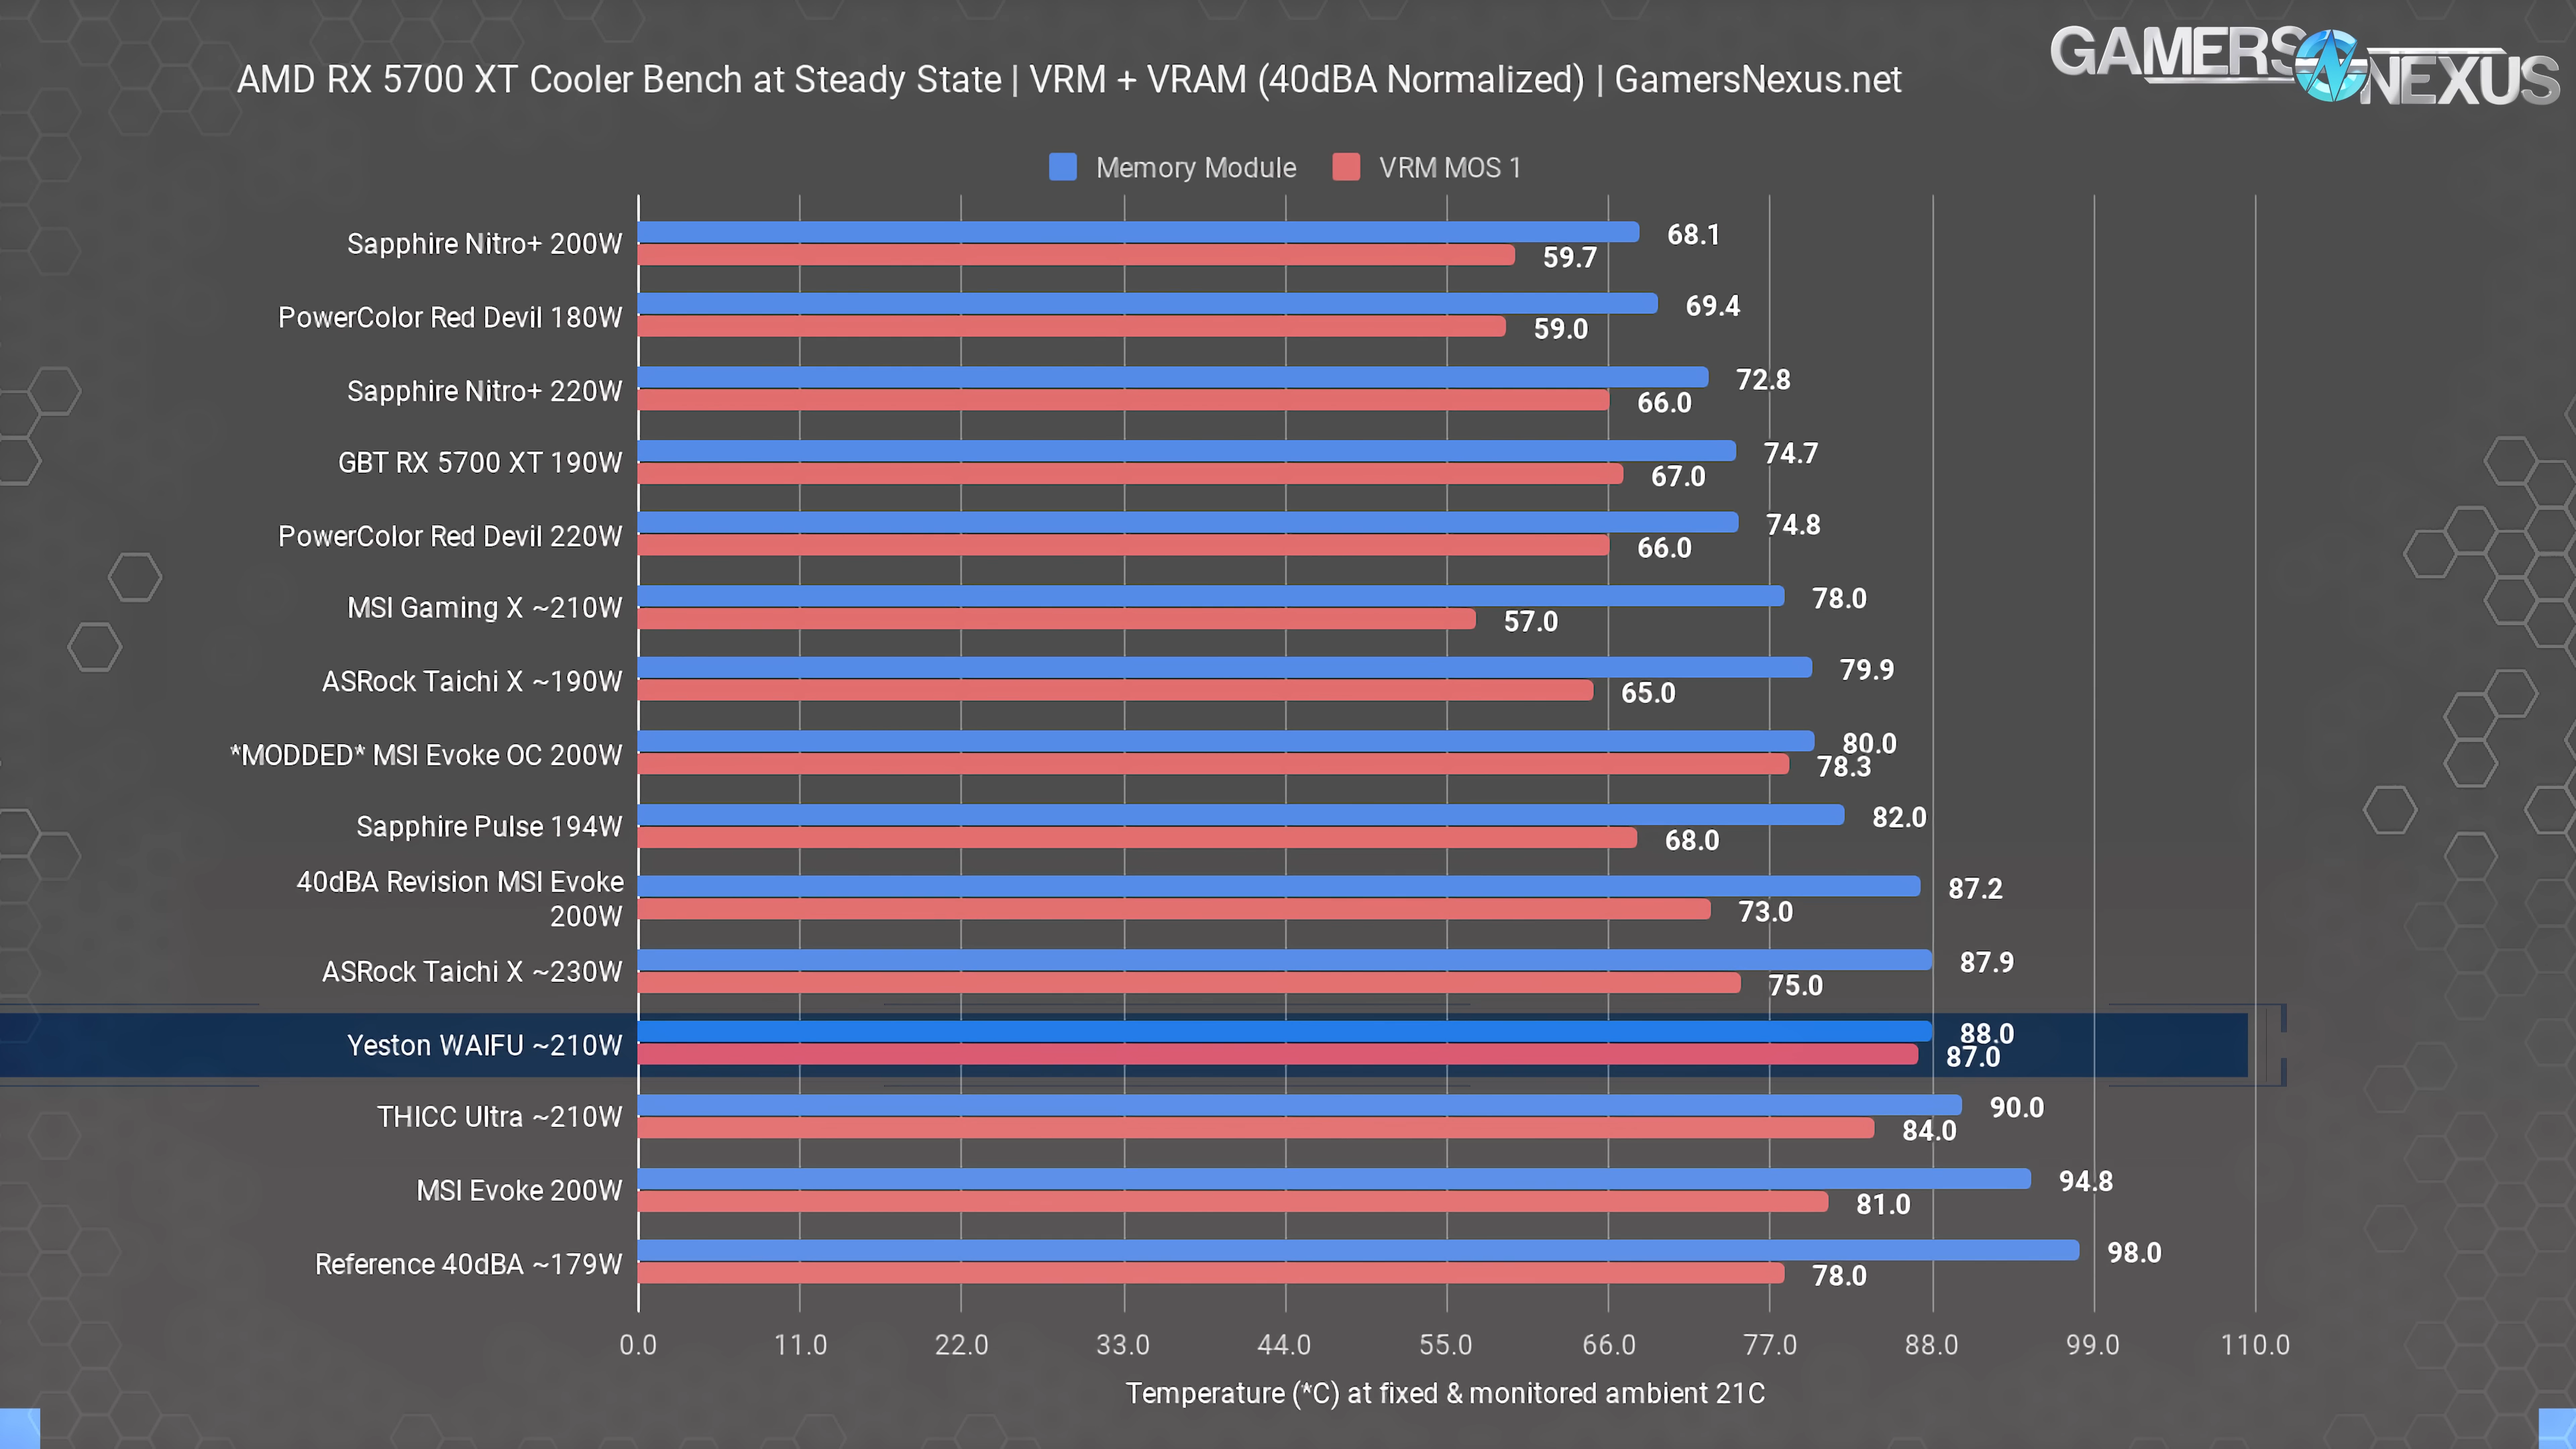 GAMERS NEXUS
AMD RX 5700 XT Cooler Bench at Steady State | VRM + VRAM (40dBA Normalized) | GamersNexus.net
Memory Module VRM MOS 1
Sapphire Nitro+ 200W 68.1
59.7
PowerColor Red Devil 180W 69.4
59.0
Sapphire Nitro+ 220W 72.8
66.0
GBT RX 5700 XT 190W 74.7
67.0
PowerColor Red Devil 220W 74.8
66.0
MSI Gaming X ~210W 78.0
57.0
ASRock Taichi X ~190W 79.9
65.0
*MODDED* MSI Evoke OC 200W 80.0
78.3
Sapphire Pulse 194W 82.0
68.0
40dBA Revision MSI Evoke 87.2
200W 73.0
ASRock Taichi X ~230W 87.9
75.0
Yeston WAIFU ~210W 88.0
87.0
THICC Ultra ~210W 90.0
84.0
MSI Evoke 200W 94.8
81.0
Reference 40dBA ~179W 98.0
78.0
0.0 11.0 22.0 33.0 44.0 55.0 66.0 77.0 88.0 99.0 110.0
Temperature (*C) at fixed & monitored ambient 21C